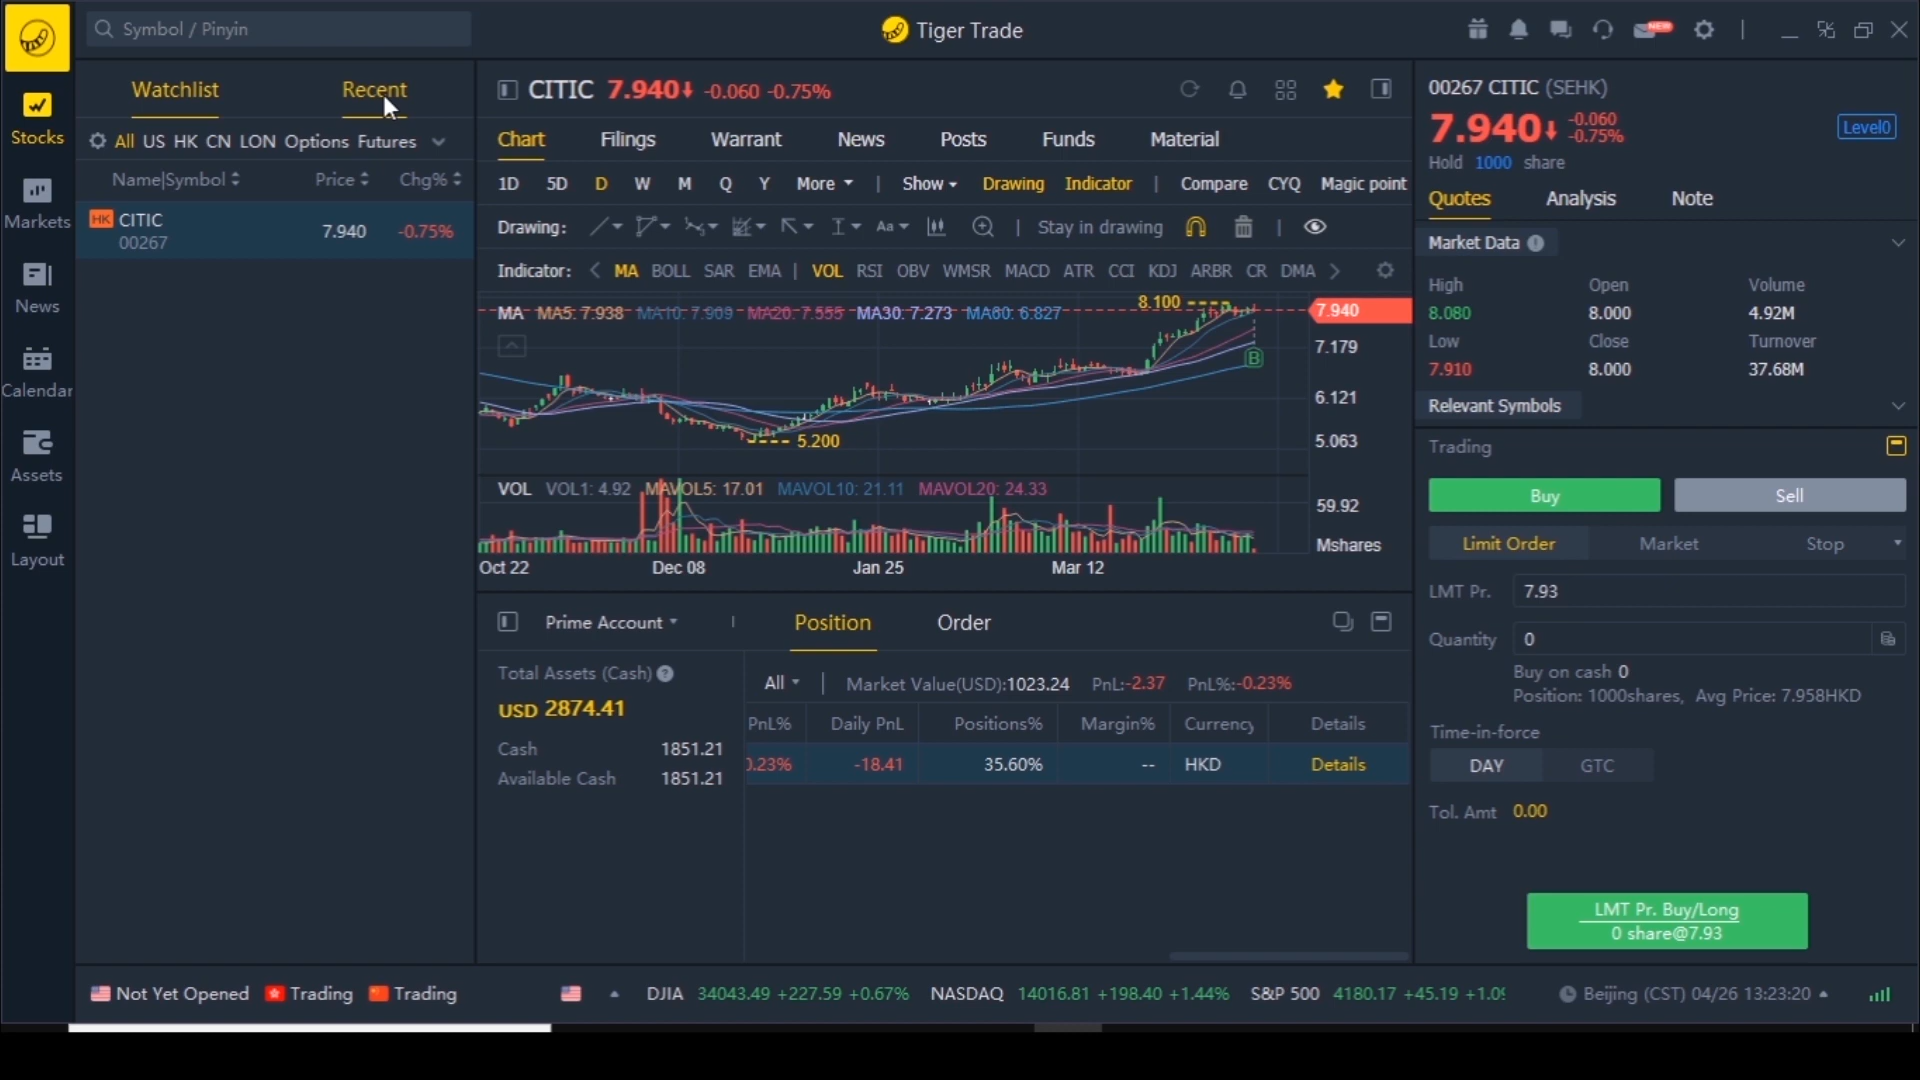 Symbol / Pinyin
Tiger Trade
NEW
Stocks
Markets
News
Calendar
Assets
Layout
Watchlist Recent
All US HK CN LON Options Futures
Name|Symbol Price Chg%
HK CITIC 7.940 -0.75%
00267
CITIC 7.940 -0.060 -0.75%
Chart Filings Warrant News Posts Funds Material
1D 5D D W M Q Y More | Show Drawing Indicator | Compare CYQ Magic point
Drawing: Aa | Stay in drawing |
Indicator: MA BOLL SAR EMA | VOL RSI OBV WMSR MACD ATR CCI KDJ ARBR CR DMA
MA MA5: 7.938 MA10: 7.909 MA20: 7.555 MA30: 7.273 MA60: 6.827
8.100
7.940
7.179
6.121
5.063
B
5.200
VOL VOL1: 4.92 MAVOL5: 17.01 MAVOL10: 21.11 MAVOL20: 24.33
59.92
Mshares
Oct 22 Dec 08 Jan 25 Mar 12
Prime Account Position Order
Total Assets (Cash) ?
USD 2874.41
Cash 1851.21
Available Cash 1851.21
All | Market Value(USD):1023.24 PnL:-2.37 PnL%:-0.23%
PnL% Daily PnL Positions% Margin% Currency Details
0.23% -18.41 35.60% -- HKD Details
00267 CITIC (SEHK)
7.940 -0.060
-0.75%
Level0
Hold 1000 share
Quotes Analysis Note
Market Data
High Open Volume
8.080 8.000 4.92M
Low Close Turnover
7.910 8.000 37.68M
Relevant Symbols
Trading
Buy Sell
Limit Order Market Stop
LMT Pr. 7.93
Quantity 0
Buy on cash 0
Position: 1000shares, Avg Price: 7.958HKD
Time-in-force
DAY GTC
Tol. Amt 0.00
LMT Pr. Buy/Long
0 share@7.93
Not Yet Opened Trading Trading DJIA 34043.49 +227.59 +0.67% NASDAQ 14016.81 +198.40 +1.44% S&P 500 4180.17 +45.19 +1.09 Beijing (CST) 04/26 13:23:20